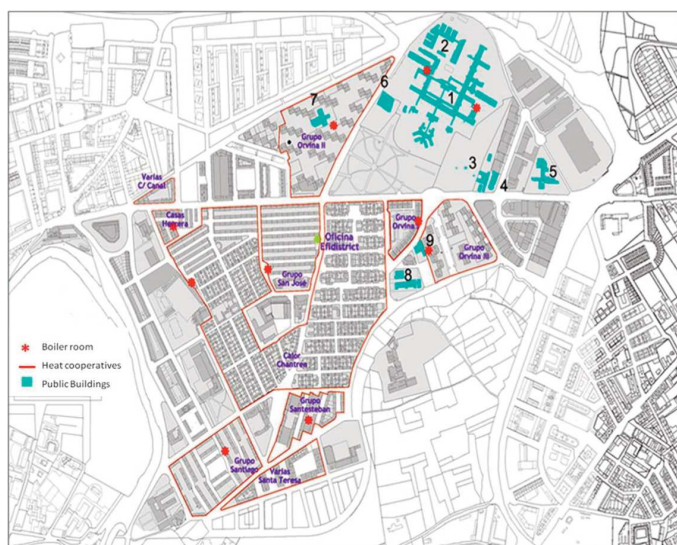 2
1
6
7
Grupo
Orvina II
3
4
5
Varias
C/ Canal
Casas
Herrera
Grupo
Orvina I
Oficina
Efidistrict
9
Grupo
Orvina III
Grupo
San José
8
Calor
Chantrea
Grupo
Santesteban
Grupo
Santiago
Varias
Santa Teresa
Boiler room
Heat cooperatives
Public Buildings